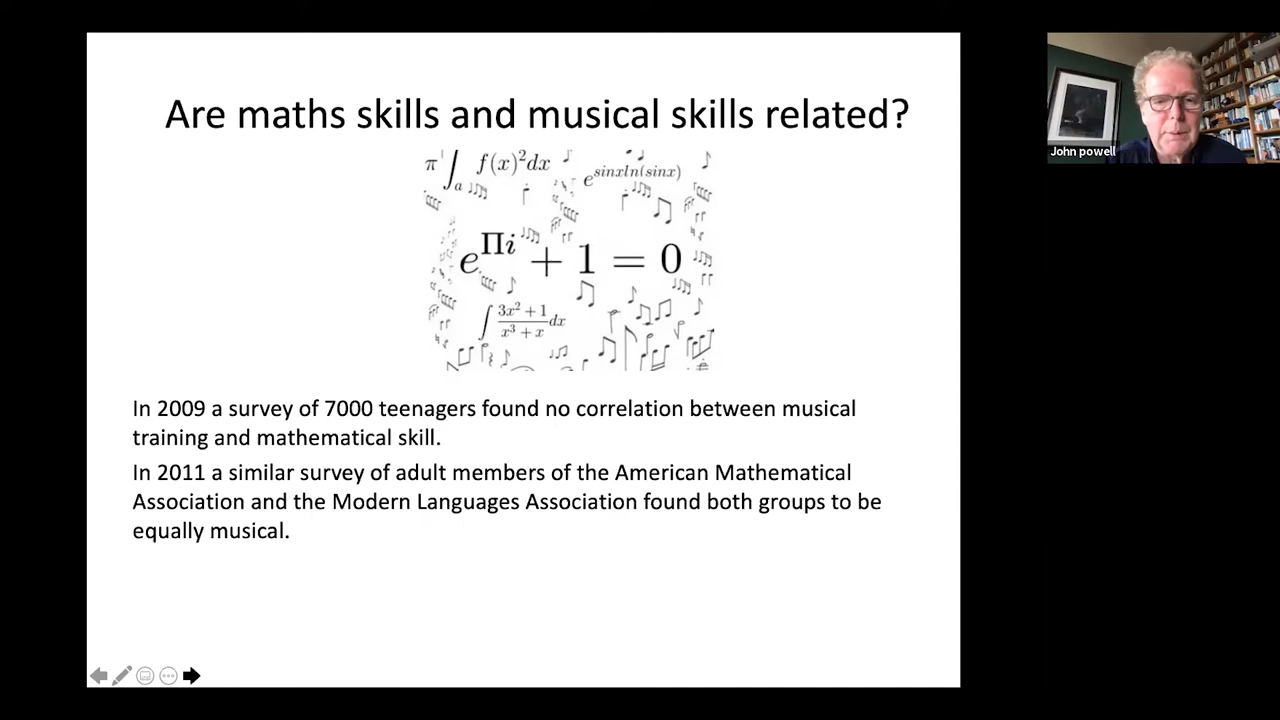 Are maths skills and musical skills related?
John powell
π ∫ₐ¹ f(x)²dx
e^sinxln(sinx)
e^Πi + 1 = 0
∫ 3x² + 1 / x³ + x dx
In 2009 a survey of 7000 teenagers found no correlation between musical
training and mathematical skill.
In 2011 a similar survey of adult members of the American Mathematical
Association and the Modern Languages Association found both groups to be
equally musical.